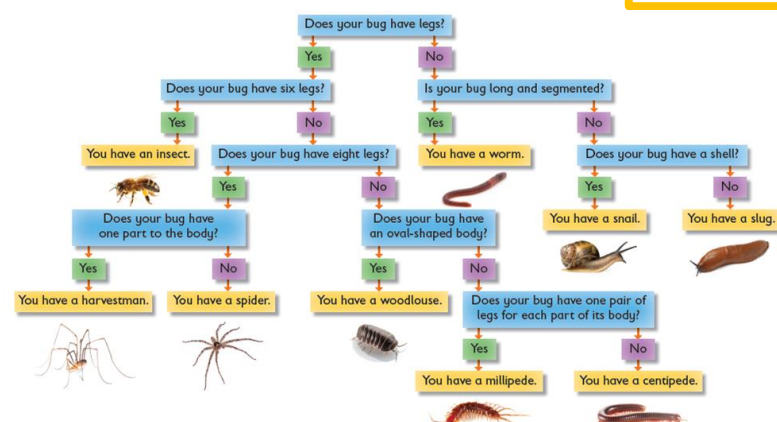 Does your bug have legs?
Yes
No
Does your bug have six legs?
Is your bug long and segmented?
Yes
No
Yes
No
You have an insect.
Does your bug have eight legs?
You have a worm.
Does your bug have a shell?
Yes
No
Yes
No
Does your bug have
one part to the body?
Does your bug have
an oval-shaped body?
You have a snail.
You have a slug.
Yes
No
Yes
No
You have a harvestman.
You have a spider.
You have a woodlouse.
Does your bug have one pair of
legs for each part of its body?
Yes
No
You have a millipede.
You have a centipede.